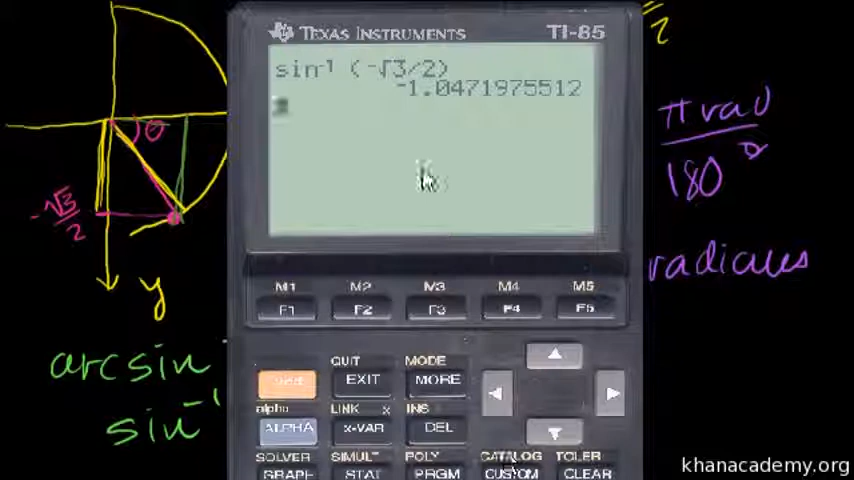 TEXAS INSTRUMENTS TI-85
sin⁻¹ (-√3/2)
-1.0471975512
θ
-√3/2
y
π rad
180°
radians
arcsin
sin⁻¹
M1 M2 M3 M4 M5
F1 F2 F3 F4 F5
QUIT MODE
2nd EXIT MORE
alpha LINK x INS
ALPHA x-VAR DEL
SOLVER SIMULT POLY CATALOG TOLER
GRAPH STAT PRGM CUSTOM CLEAR
khanacademy.org